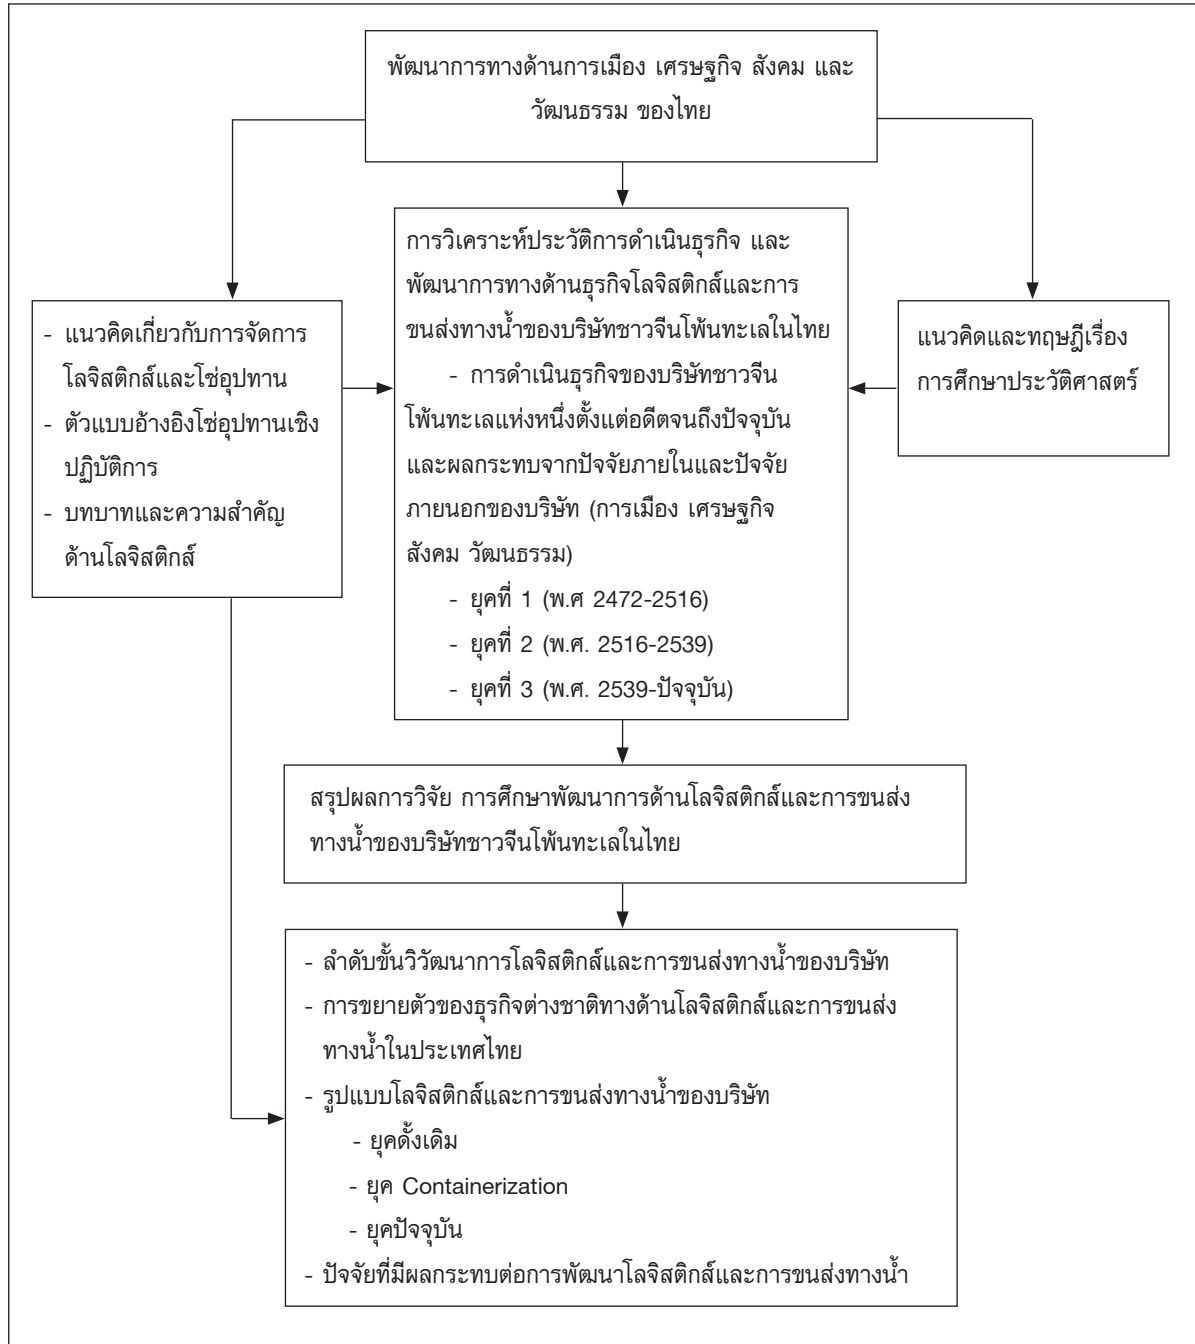 พัฒนาการทางด้านการเมือง เศรษฐกิจ สังคม และ
วัฒนธรรม ของไทย
การวิเคราะห์ประวัติการดำเนินธุรกิจ และ
พัฒนาการทางด้านธุรกิจโลจิสติกส์และการ
ขนส่งทางน้ำของบริษัทชาวจีนโพ้นทะเลในไทย
- การดำเนินธุรกิจของบริษัทชาวจีน
โพ้นทะเลแห่งหนึ่งตั้งแต่อดีตจนถึงปัจจุบัน
และผลกระทบจากปัจจัยภายในและปัจจัย
ภายนอกของบริษัท (การเมือง เศรษฐกิจ
สังคม วัฒนธรรม)
- ยุคที่ 1 (พ.ศ 2472-2516)
- ยุคที่ 2 (พ.ศ. 2516-2539)
- ยุคที่ 3 (พ.ศ. 2539-ปัจจุบัน)
- แนวคิดเกี่ยวกับการจัดการ
โลจิสติกส์และโซ่อุปทาน
- ตัวแบบอ้างอิงโซ่อุปทานเชิง
ปฏิบัติการ
- บทบาทและความสำคัญ
ด้านโลจิสติกส์
แนวคิดและทฤษฎีเรื่อง
การศึกษาประวัติศาสตร์
สรุปผลการวิจัย การศึกษาพัฒนาการด้านโลจิสติกส์และการขนส่ง
ทางน้ำของบริษัทชาวจีนโพ้นทะเลในไทย
- ลำดับขั้นวิวัฒนาการโลจิสติกส์และการขนส่งทางน้ำของบริษัท
- การขยายตัวของธุรกิจต่างชาติทางด้านโลจิสติกส์และการขนส่ง
ทางน้ำในประเทศไทย
- รูปแบบโลจิสติกส์และการขนส่งทางน้ำของบริษัท
- ยุคดั้งเดิม
- ยุค Containerization
- ยุคปัจจุบัน
- ปัจจัยที่มีผลกระทบต่อการพัฒนาโลจิสติกส์และการขนส่งทางน้ำ